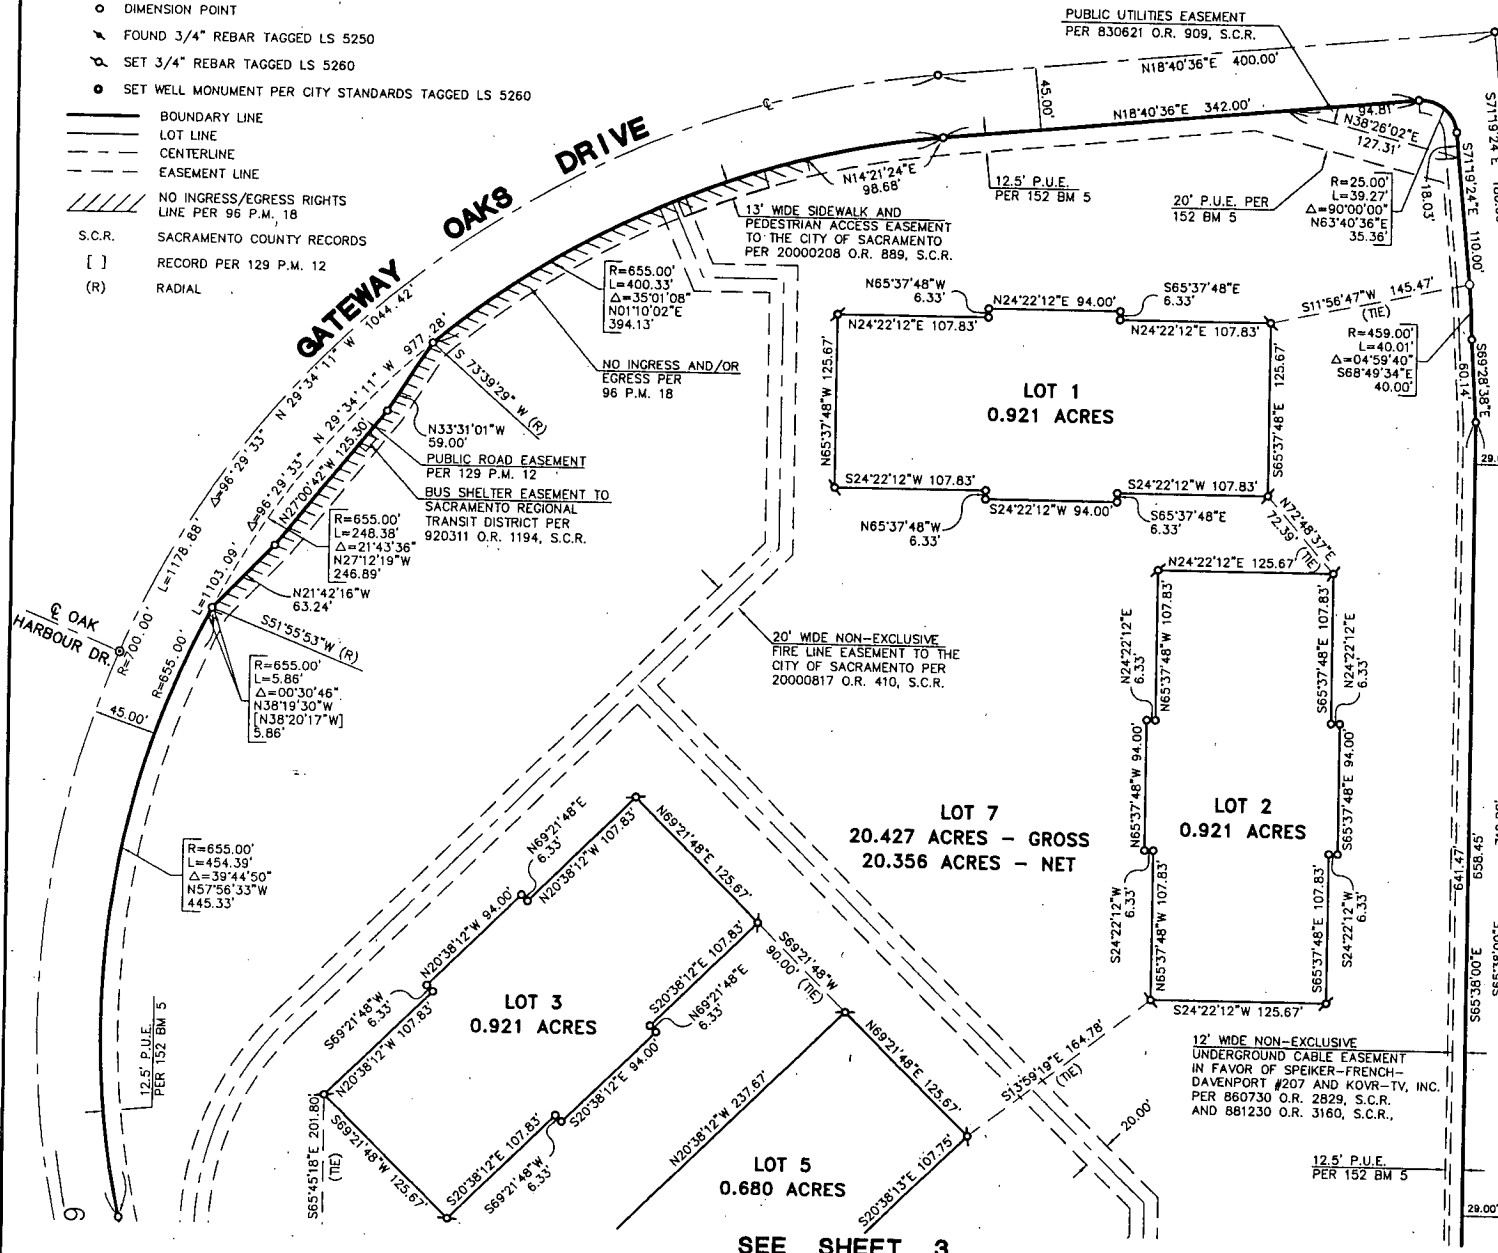 DIMENSION POINT
FOUND 3/4" REBAR TAGGED LS 5250
SET 3/4" REBAR TAGGED LS 5260
SET WELL MONUMENT PER CITY STANDARDS TAGGED LS 5260
BOUNDARY LINE
LOT LINE
CENTERLINE
EASEMENT LINE
NO INGRESS/EGRESS RIGHTS
LINE PER 96 P.M. 18
S.C.R. SACRAMENTO COUNTY RECORDS
[ ] RECORD PER 129 P.M. 12
(R) RADIAL
GATEWAY OAKS DRIVE
PUBLIC UTILITIES EASEMENT
PER 830621 O.R. 909, S.C.R.
N18°40'36"E 400.00'
45.00'
N18°40'36"E 342.00'
94.81'
N38°26'02"E
127.31'
N14°21'24"E
98.68'
12.5' P.U.E.
PER 152 BM 5
20' P.U.E. PER
152 BM 5
R=25.00'
L=39.27'
Δ=90°00'00"
N63°40'36"E
35.36'
18.03'
S71°19'24"E 110.00'
S71°19'24"E
13' WIDE SIDEWALK AND
PEDESTRIAN ACCESS EASEMENT
TO THE CITY OF SACRAMENTO
PER 20000208 O.R. 889, S.C.R.
R=655.00'
L=400.33'
Δ=35°01'08"
N01°10'02"E
394.13'
NO INGRESS AND/OR
EGRESS PER
96 P.M. 18
N65°37'48"W
6.33'
N24°22'12"E 94.00'
S65°37'48"E
6.33'
N24°22'12"E 107.83'
N24°22'12"E 107.83'
S11°56'47"W 145.47'
(TIE)
R=459.00'
L=40.01'
Δ=04°59'40"
S68°49'34"E
40.00'
60.14'
S69°28'38"E
N65°37'48"W 125.67'
LOT 1
0.921 ACRES
S65°37'48"E 125.67'
S24°22'12"W 107.83'
S24°22'12"W 94.00'
S24°22'12"W 107.83'
N65°37'48"W
6.33'
S65°37'48"E
6.33'
N72°48'37"E
72.39' (TIE)
N 29°34'11" W 1044.42'
Δ=96°29'33"
L=1178.88'
R=700.00'
N 29°34'11" W 977.28'
Δ=96°29'33"
L=1103.09'
R=655.00'
S 73°39'29" W (R)
N33°31'01"W
59.00'
N27°00'42"W 125.30'
PUBLIC ROAD EASEMENT
PER 129 P.M. 12
BUS SHELTER EASEMENT TO
SACRAMENTO REGIONAL
TRANSIT DISTRICT PER
920311 O.R. 1194, S.C.R.
R=655.00'
L=248.38'
Δ=21°43'36"
N27°12'19"W
246.89'
N21°42'16"W
63.24'
S51°55'53"W (R)
℄ OAK
HARBOUR DR.
45.00'
R=655.00'
L=5.86'
Δ=00°30'46"
N38°19'30"W
[N38°20'17"W]
5.86'
20' WIDE NON-EXCLUSIVE
FIRE LINE EASEMENT TO THE
CITY OF SACRAMENTO PER
20000817 O.R. 410, S.C.R.
N24°22'12"E 125.67'
N65°37'48"W 107.83'
S65°37'48"E 107.83'
N24°22'12"E
6.33'
N24°22'12"E
6.33'
N65°37'48"W 94.00'
S65°37'48"E 94.00'
LOT 2
0.921 ACRES
S24°22'12"W
6.33'
S24°22'12"W
6.33'
N65°37'48"W 107.83'
S65°37'48"E 107.83'
S24°22'12"W 125.67'
LOT 7
20.427 ACRES – GROSS
20.356 ACRES – NET
641.47'
658.45'
S65°38'00"E
R=655.00'
L=454.39'
Δ=39°44'50"
N57°56'33"W
445.33'
12.5' P.U.E.
PER 152 BM 5
N69°21'48"E
6.33'
N20°38'12"W 107.83'
N69°21'48"E 125.67'
N20°38'12"W 94.00'
S69°21'48"W
6.33'
N20°38'12"W 107.83'
LOT 3
0.921 ACRES
S20°38'12"E 107.83'
N69°21'48"E
6.33'
S20°38'12"E 94.00'
S69°21'48"W
90.00' (TIE)
S65°45'18"E 201.80'
(TIE)
S69°21'48"W 125.67'
S20°38'12"E 107.83'
S69°21'48"W
6.33'
N69°21'48"E 125.67'
N20°38'12"W 237.67'
S13°59'19"E 164.78'
(TIE)
20.00'
LOT 5
0.680 ACRES
S20°38'13"E 107.75'
12' WIDE NON-EXCLUSIVE
UNDERGROUND CABLE EASEMENT
IN FAVOR OF SPEIKER-FRENCH-
DAVENPORT #207 AND KOVR-TV, INC.
PER 860730 O.R. 2829, S.C.R.
AND 881230 O.R. 3160, S.C.R.,
12.5' P.U.E.
PER 152 BM 5
29.00'
SEE SHEET 3